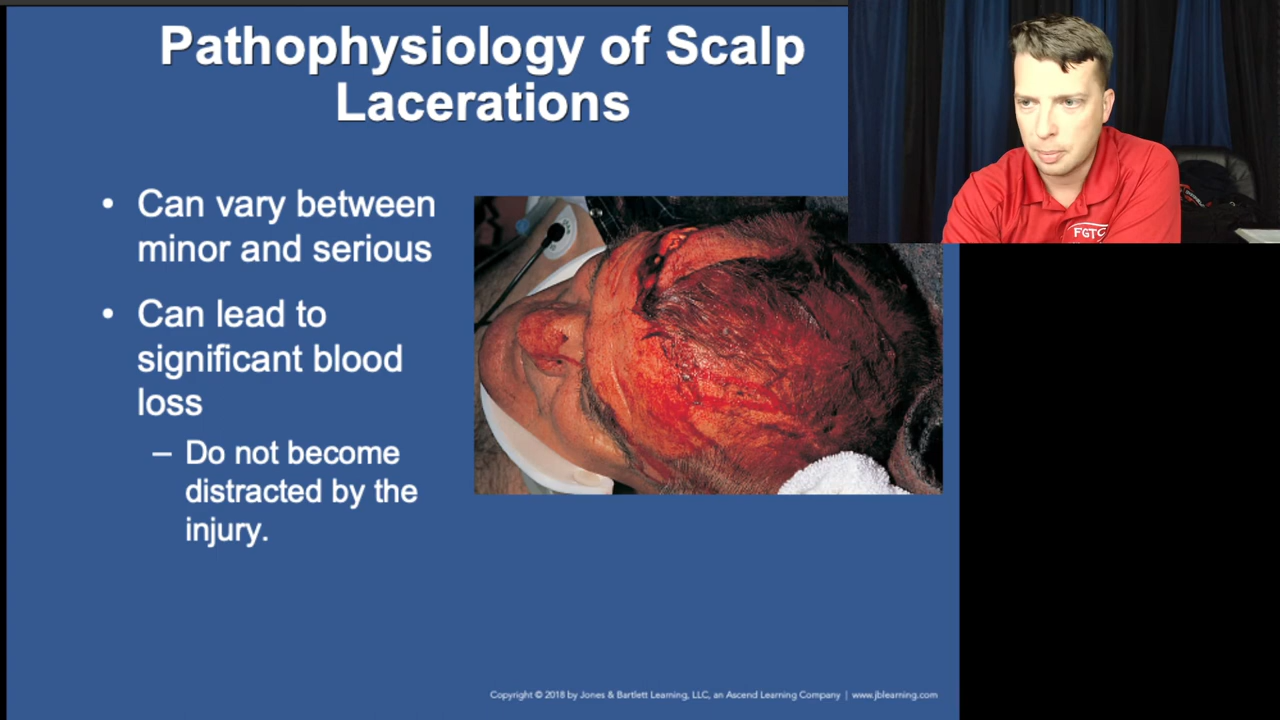 Pathophysiology of Scalp
Lacerations
• Can vary between
minor and serious
• Can lead to
significant blood
loss
– Do not become
distracted by the
injury.
FGTC
Copyright © 2018 by Jones & Bartlett Learning, LLC, an Ascend Learning Company | www.jblearning.com